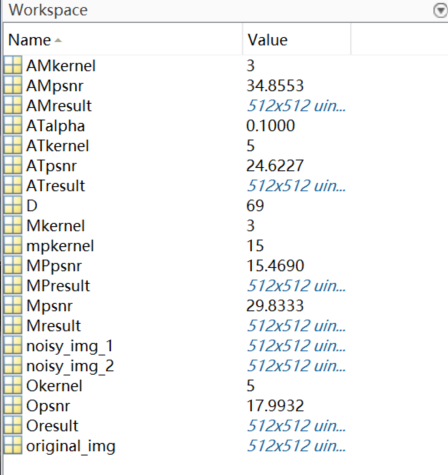 Workspace
Name Value
AMkernel 3
AMpsnr 34.8553
AMresult 512x512 uin...
ATalpha 0.1000
ATkernel 5
ATpsnr 24.6227
ATresult 512x512 uin...
D 69
Mkernel 3
mpkernel 15
MPpsnr 15.4690
MPresult 512x512 uin...
Mpsnr 29.8333
Mresult 512x512 uin...
noisy_img_1 512x512 uin...
noisy_img_2 512x512 uin...
Okernel 5
Opsnr 17.9932
Oresult 512x512 uin...
original_img 512x512 uin...